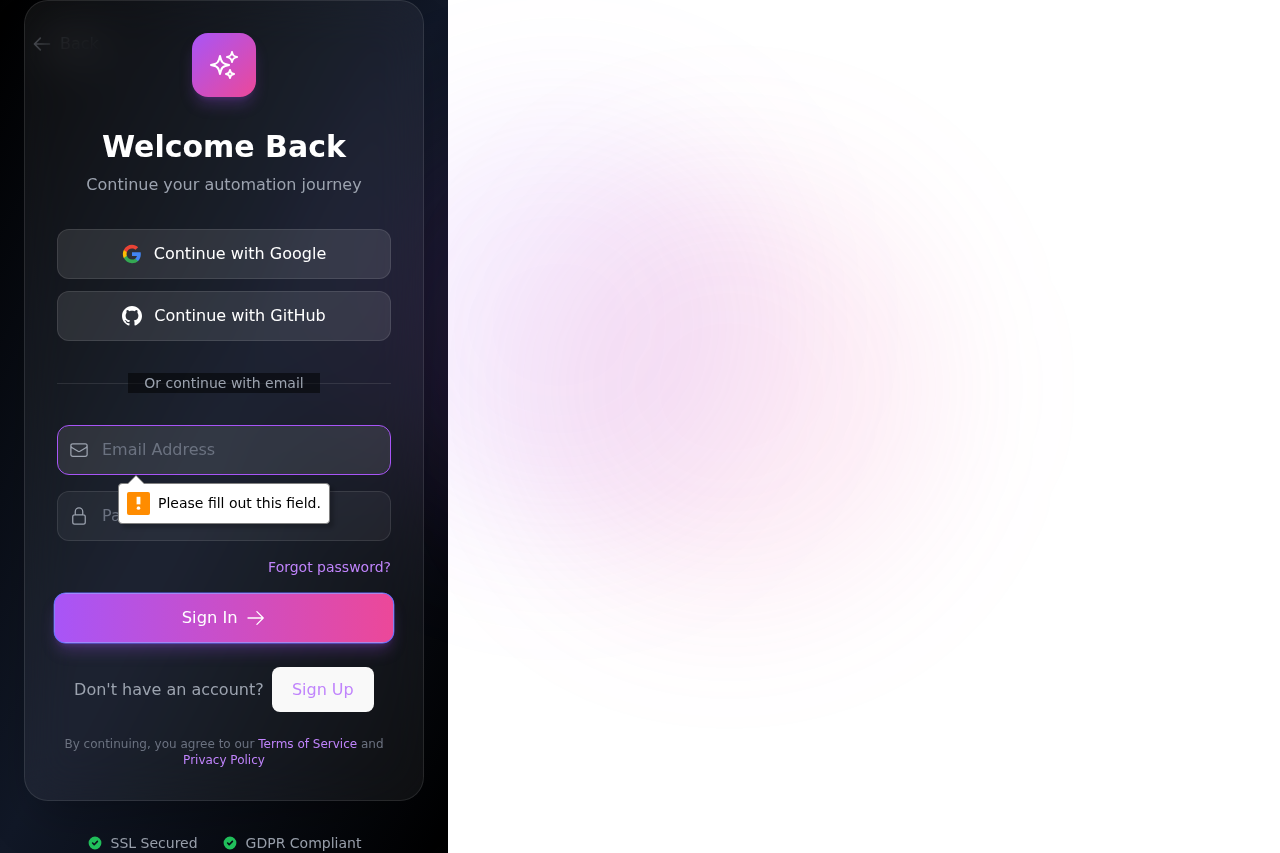 Back
Welcome Back
Continue your automation journey
Continue with Google
Continue with GitHub
Or continue with email
Email Address
Please fill out this field.
Forgot password?
Sign In
Don't have an account? Sign Up
By continuing, you agree to our Terms of Service and
Privacy Policy
SSL Secured
GDPR Compliant